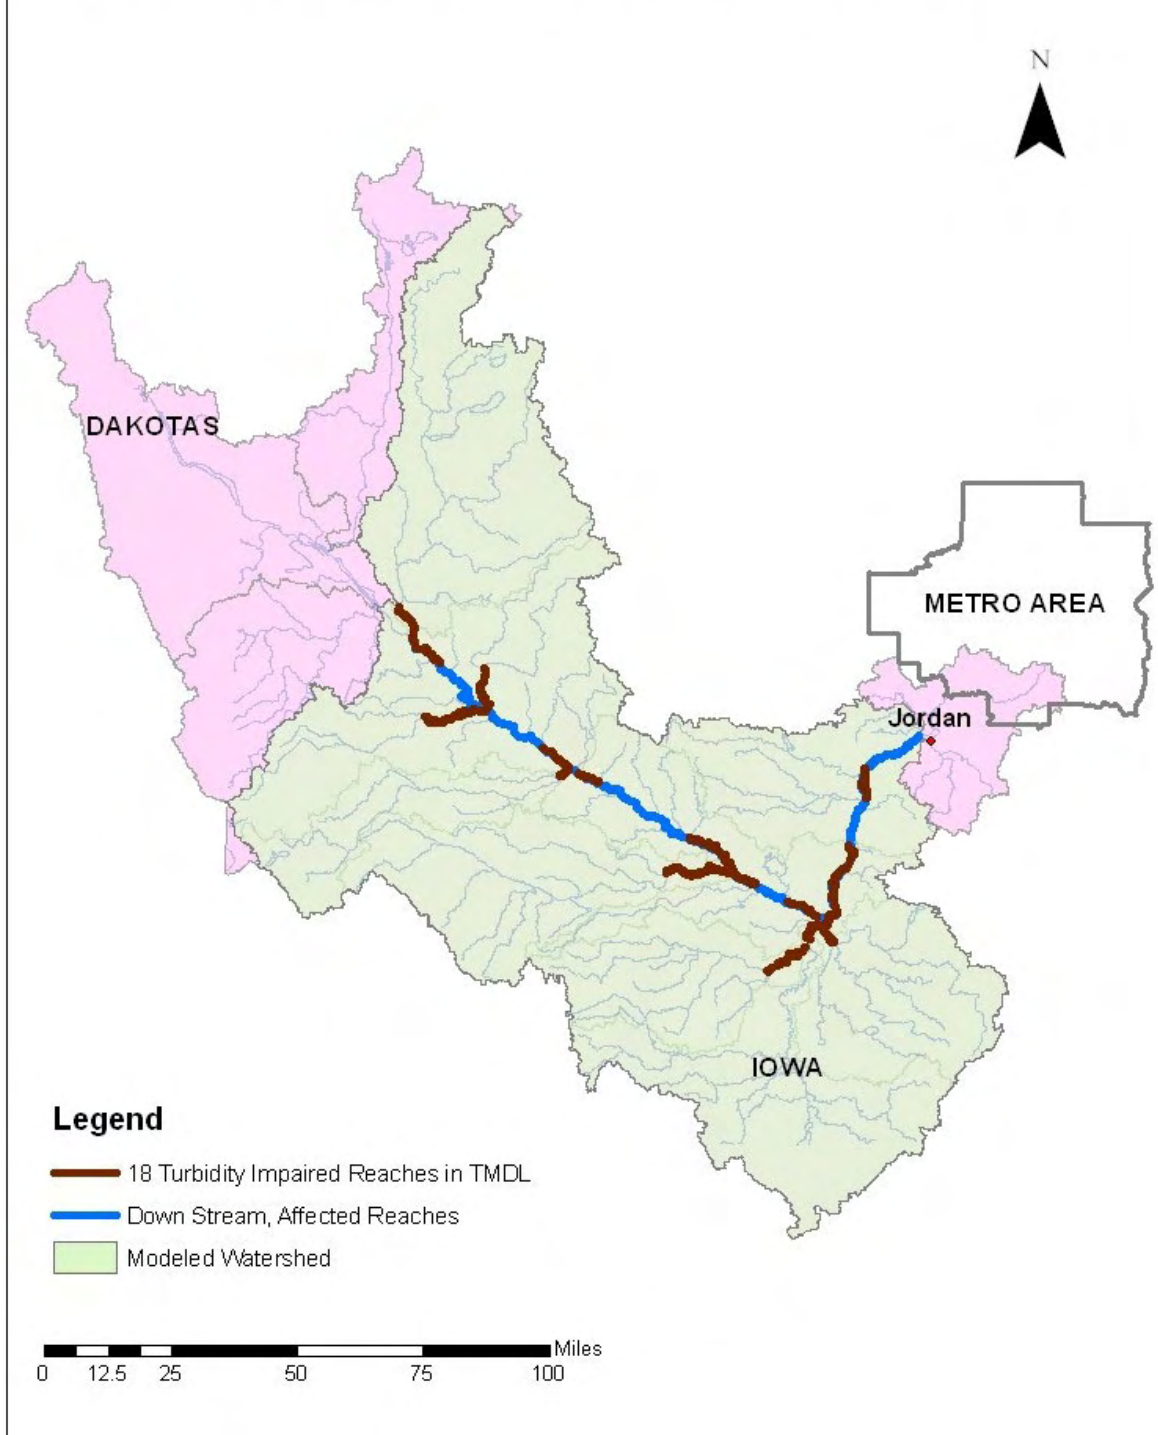 N
DAKOTAS
METRO AREA
Jordan
IOWA
Legend
18 Turbidity Impaired Reaches in TMDL
Down Stream, Affected Reaches
Modeled Watershed
Miles
0 12.5 25 50 75 100